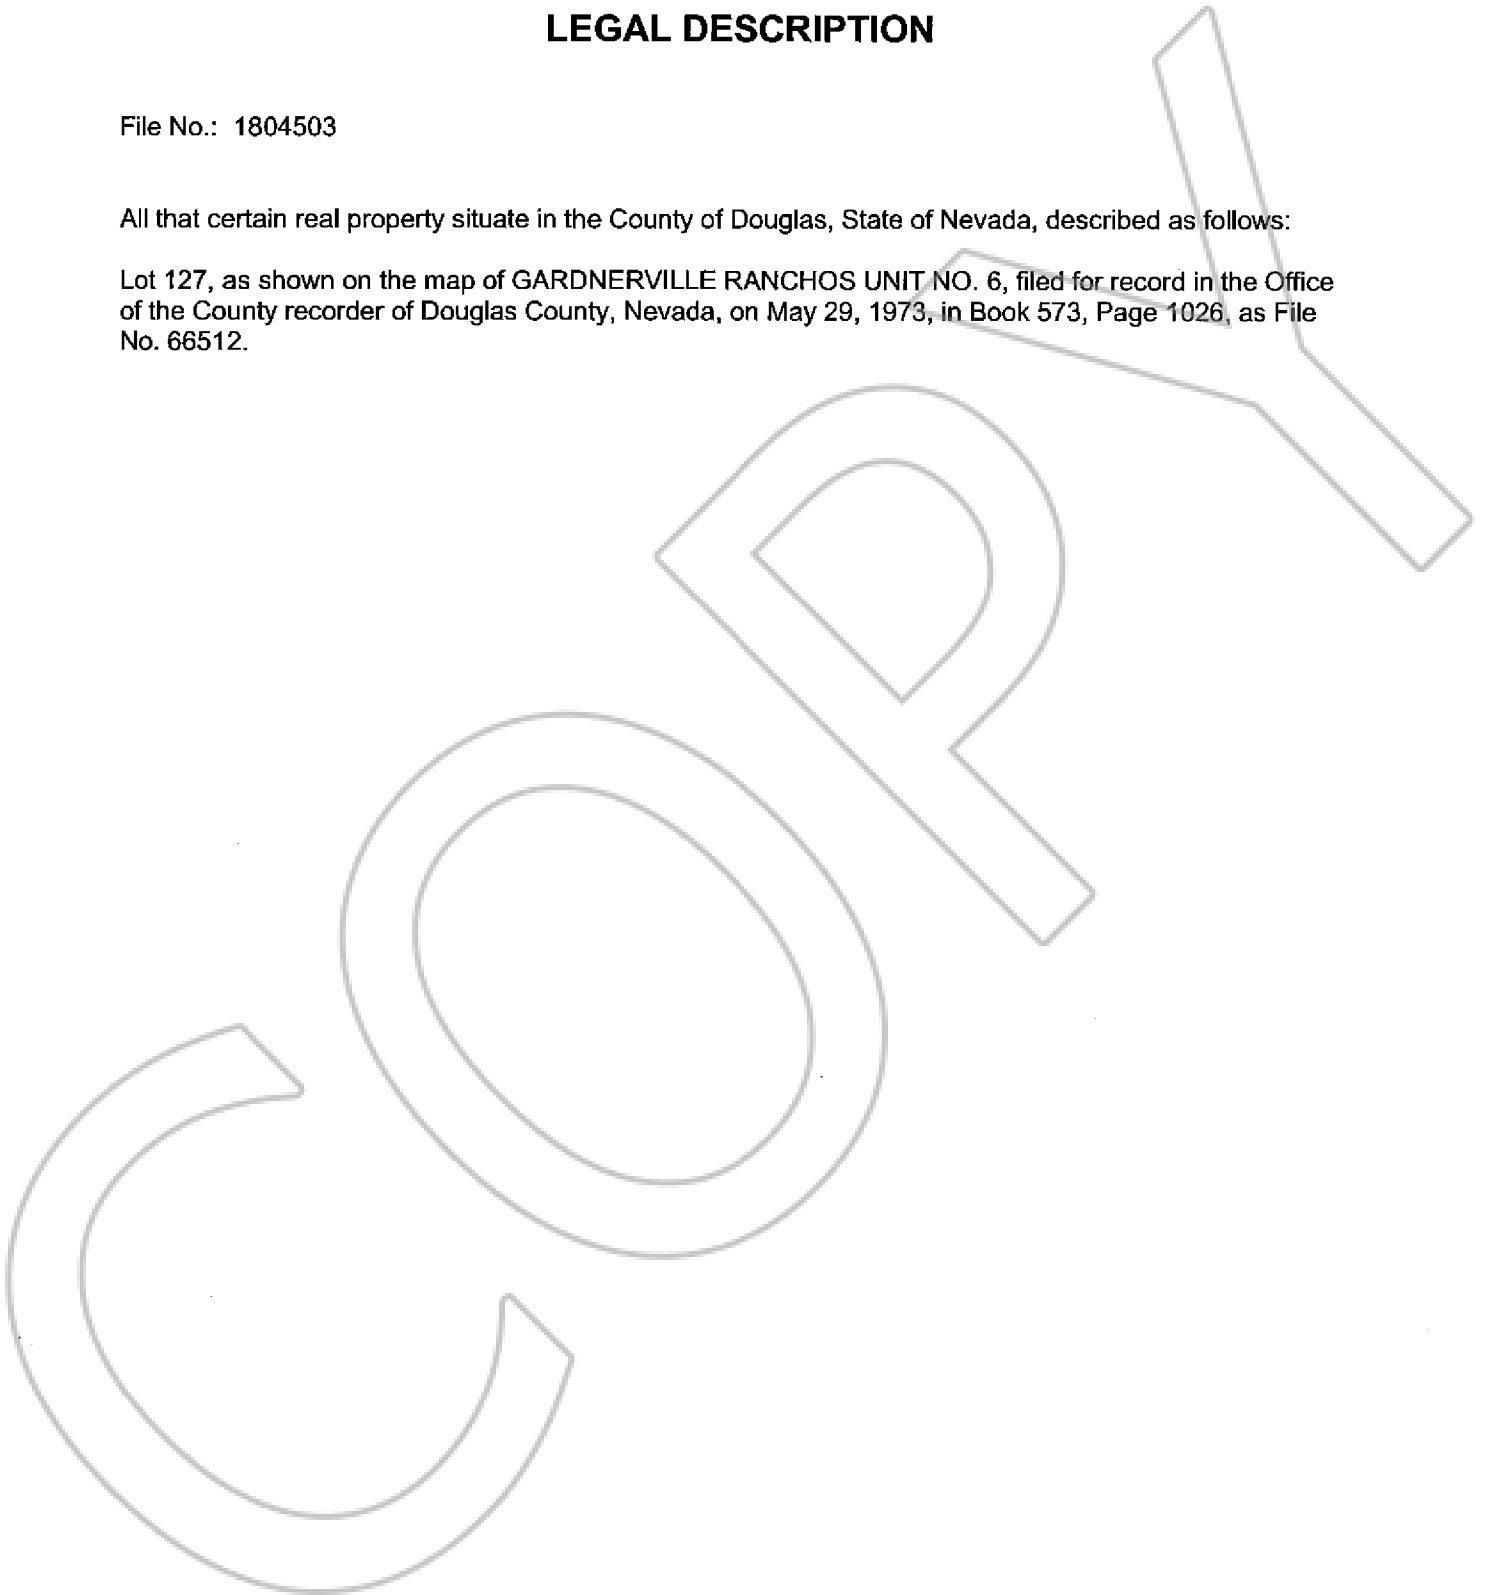 LEGAL DESCRIPTION
File No.: 1804503
All that certain real property situate in the County of Douglas, State of Nevada, described as follows:
Lot 127, as shown on the map of GARDNERVILLE RANCHOS UNIT NO. 6, filed for record in the Office
of the County recorder of Douglas County, Nevada, on May 29, 1973, in Book 573, Page 1026, as File
No. 66512.
COPY